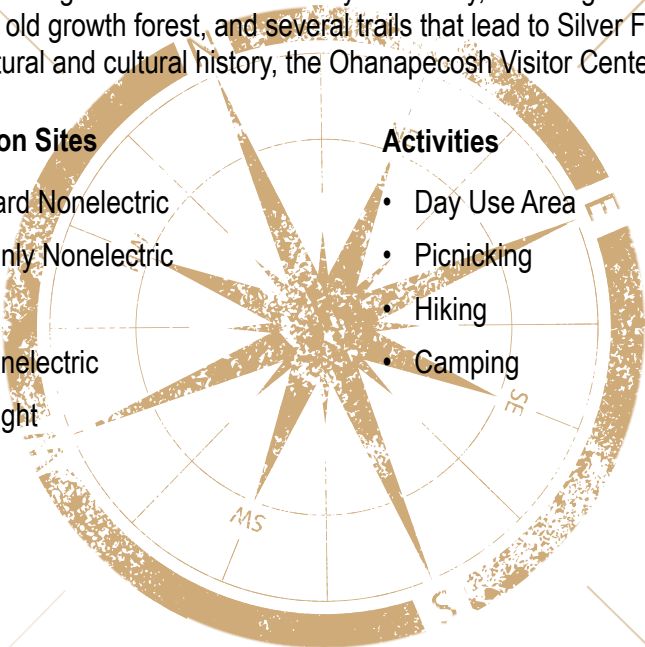 old growth forest, and several trails that lead to Silver F
tural and cultural history, the Ohanapecosh Visitor Cente
on Sites
ard Nonelectric
nly Nonelectric
nelectric
ght
Activities
• Day Use Area
• Picnicking
• Hiking
• Camping
N
E
SE
S
SW